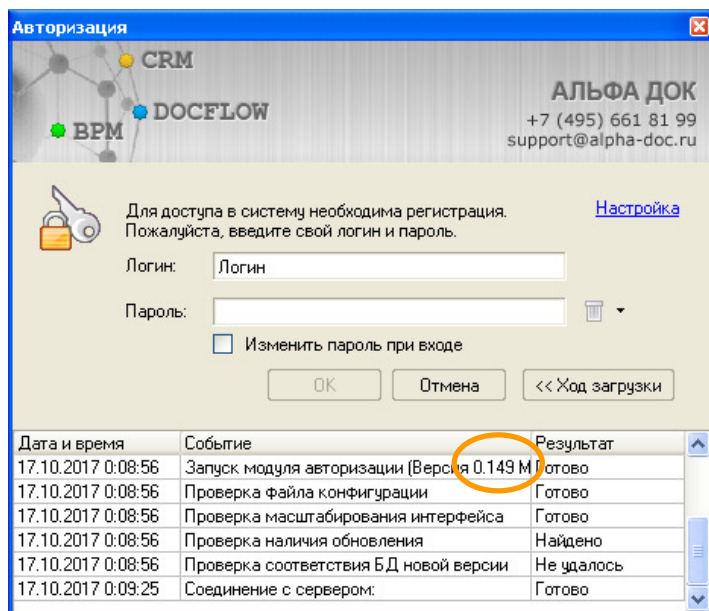 Авторизация
CRM
DOCFLOW
BPM
АЛЬФА ДОК
+7 (495) 661 81 99
support@alpha-doc.ru
Для доступа в систему необходима регистрация.
Пожалуйста, введите свой логин и пароль.
Настройка
Логин: Логин
Пароль:
Изменить пароль при входе
OK Отмена << Ход загрузки
Дата и время Событие Результат
17.10.2017 0:08:56 Запуск модуля авторизации (Версия 0.149 М Готово
17.10.2017 0:08:56 Проверка файла конфигурации Готово
17.10.2017 0:08:56 Проверка масштабирования интерфейса Готово
17.10.2017 0:08:56 Проверка наличия обновления Найдено
17.10.2017 0:08:56 Проверка соответствия БД новой версии Не удалось
17.10.2017 0:09:25 Соединение с сервером: Готово